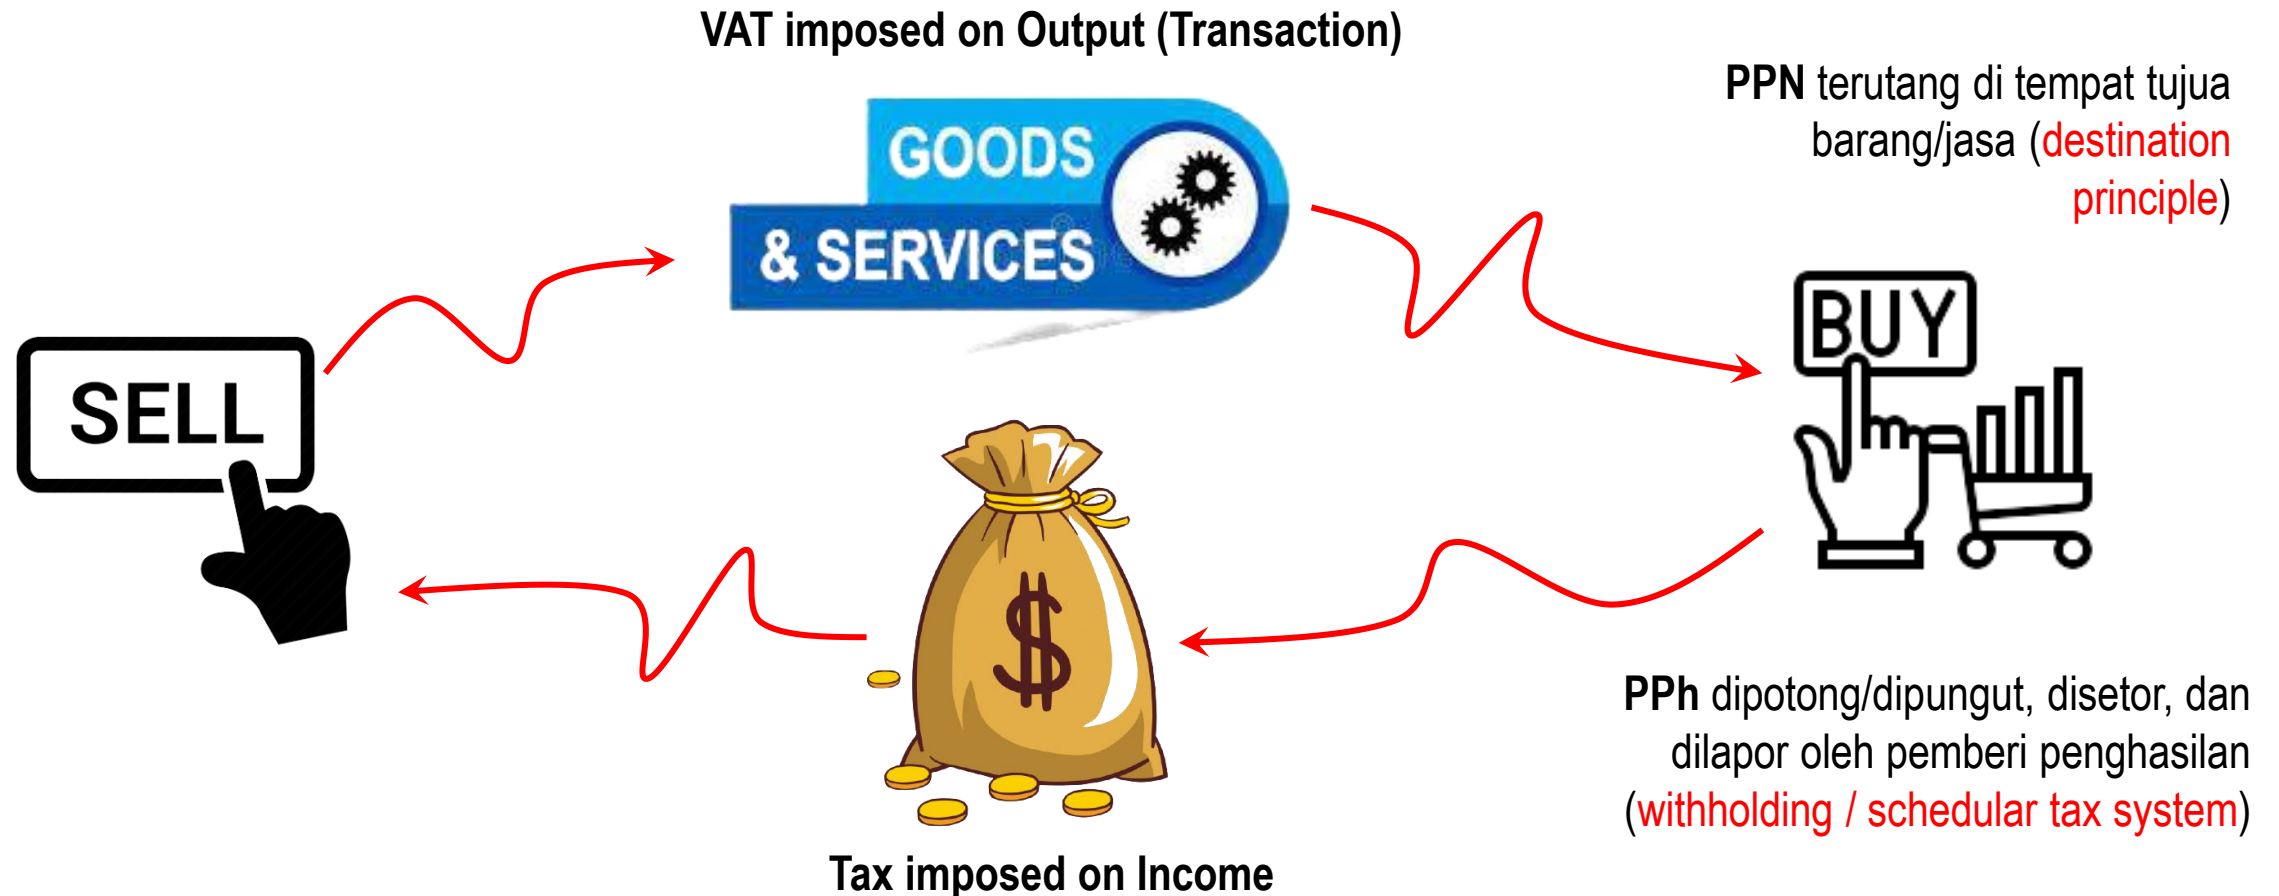 VAT imposed on Output (Transaction)
PPN terutang di tempat tujua
barang/jasa (destination
principle)
GOODS
& SERVICES
BUY
SELL
$
PPh dipotong/dipungut, disetor, dan
dilapor oleh pemberi penghasilan
(withholding / schedular tax system)
Tax imposed on Income